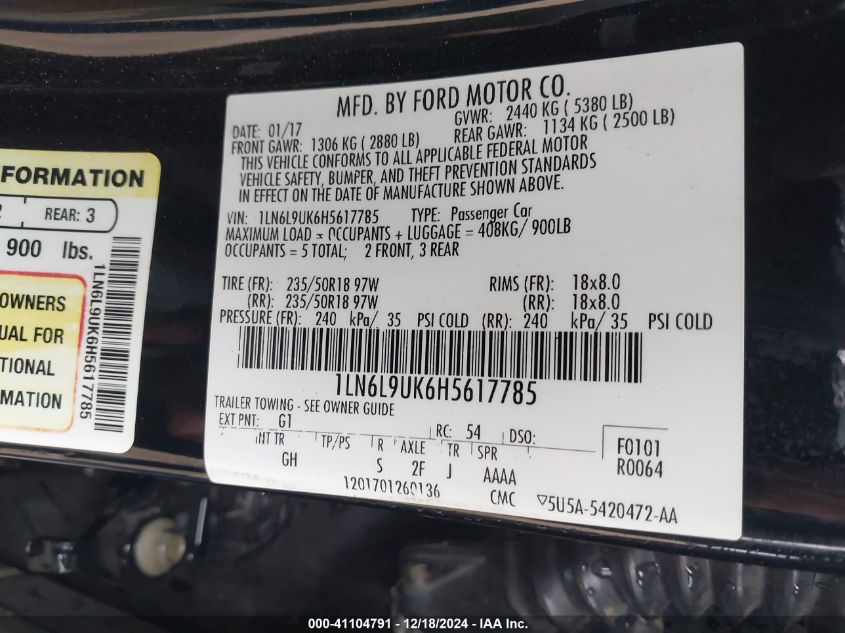 FORMATION
REAR: 3
900 lbs.
OWNERS
UAL FOR
TIONAL
MATION
1LN6L9UK6H5617785
MFD. BY FORD MOTOR CO.
DATE: 01/17 GVWR: 2440 KG ( 5380 LB)
FRONT GAWR: 1306 KG ( 2880 LB) REAR GAWR: 1134 KG ( 2500 LB)
THIS VEHICLE CONFORMS TO ALL APPLICABLE FEDERAL MOTOR
VEHICLE SAFETY, BUMPER, AND THEFT PREVENTION STANDARDS
IN EFFECT ON THE DATE OF MANUFACTURE SHOWN ABOVE.
VIN: 1LN6L9UK6H5617785 TYPE: Passenger Car
MAXIMUM LOAD = OCCUPANTS + LUGGAGE = 408KG/ 900LB
OCCUPANTS = 5 TOTAL; 2 FRONT, 3 REAR
TIRE (FR): 235/50R18 97W RIMS (FR): 18x8.0
(RR): 235/50R18 97W (RR): 18x8.0
PRESSURE (FR): 240 kPa/ 35 PSI COLD (RR): 240 kPa/ 35 PSI COLD
1LN6L9UK6H5617785
TRAILER TOWING - SEE OWNER GUIDE
EXT PNT: G1 RC: 54 DSO: F0101
INT TR TP/PS R AXLE TR SPR R0064
GH S 2F J AAAA
1201701260136 CMC ▽5U5A-5420472-AA
000-41104791 - 12/18/2024 - IAA Inc.